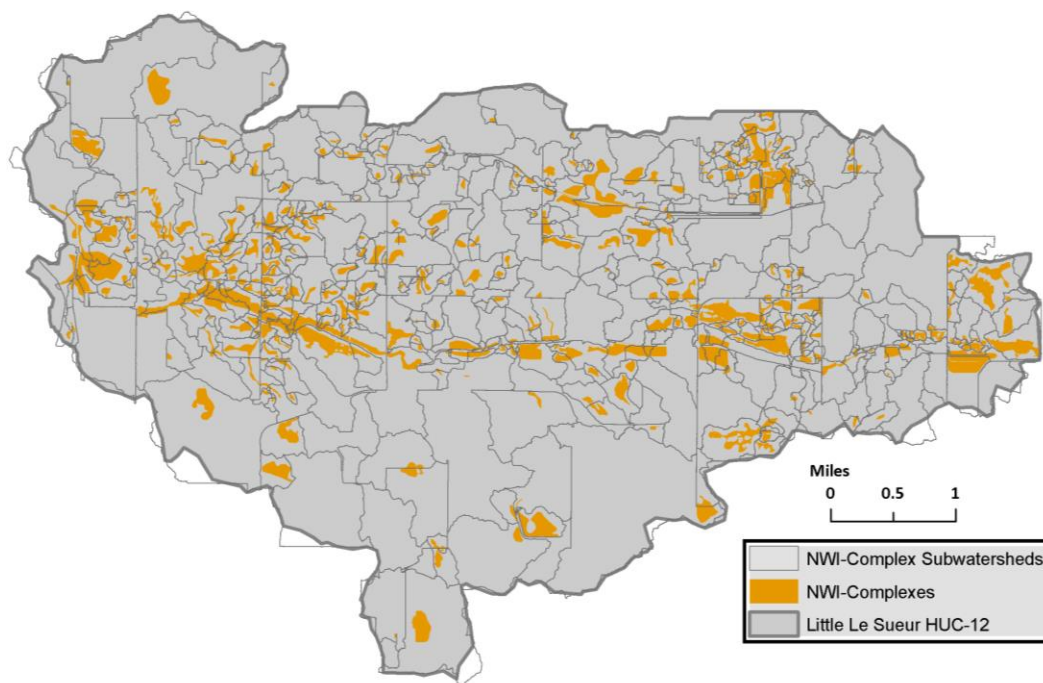 Miles
0 0.5 1
NWI-Complex Subwatersheds
NWI-Complexes
Little Le Sueur HUC-12